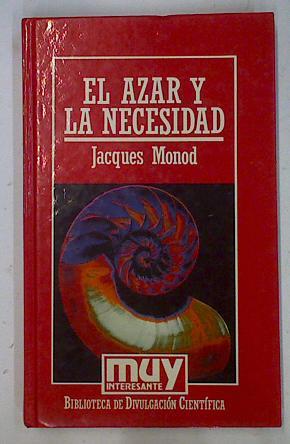 EL AZAR Y
LA NECESIDAD
Jacques Monod
muy
INTERESANTE
BIBLIOTECA DE DIVULGACIÓN CIENTÍFICA